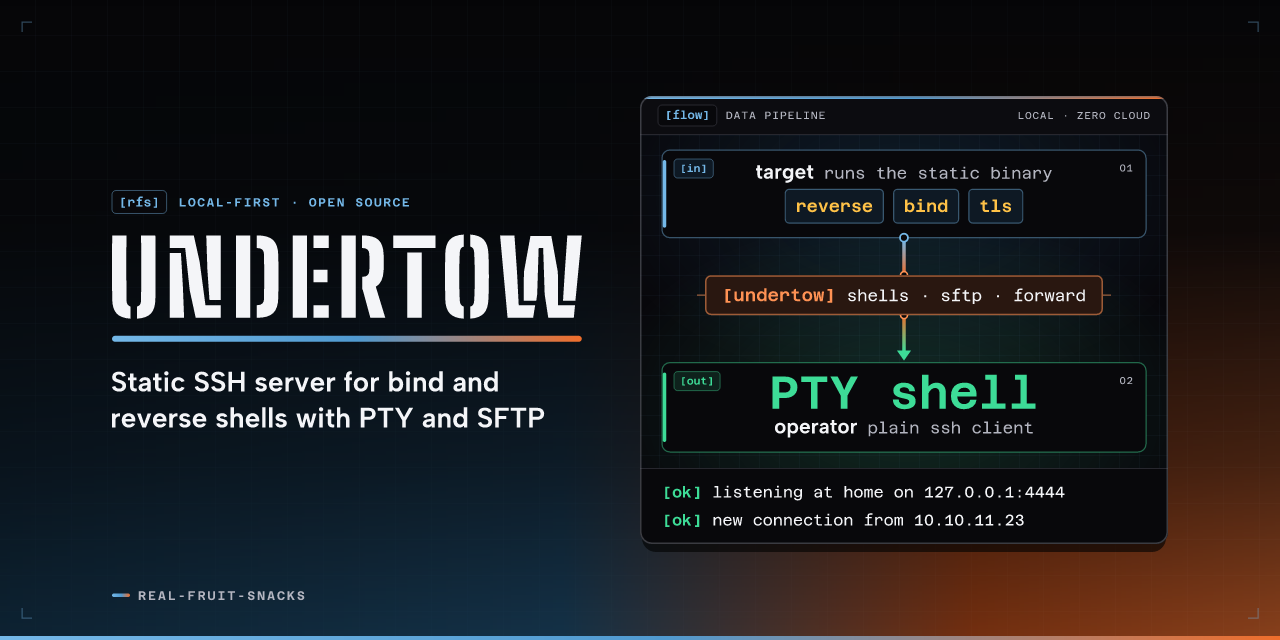 [rfs] LOCAL-FIRST · OPEN SOURCE
UNDERTOW
Static SSH server for bind and
reverse shells with PTY and SFTP
REAL-FRUIT-SNACKS
[flow] DATA PIPELINE LOCAL · ZERO CLOUD
[in] target runs the static binary 01
reverse bind tls
[undertow] shells · sftp · forward
[out] PTY shell 02
operator plain ssh client
[ok] listening at home on 127.0.0.1:4444
[ok] new connection from 10.10.11.23